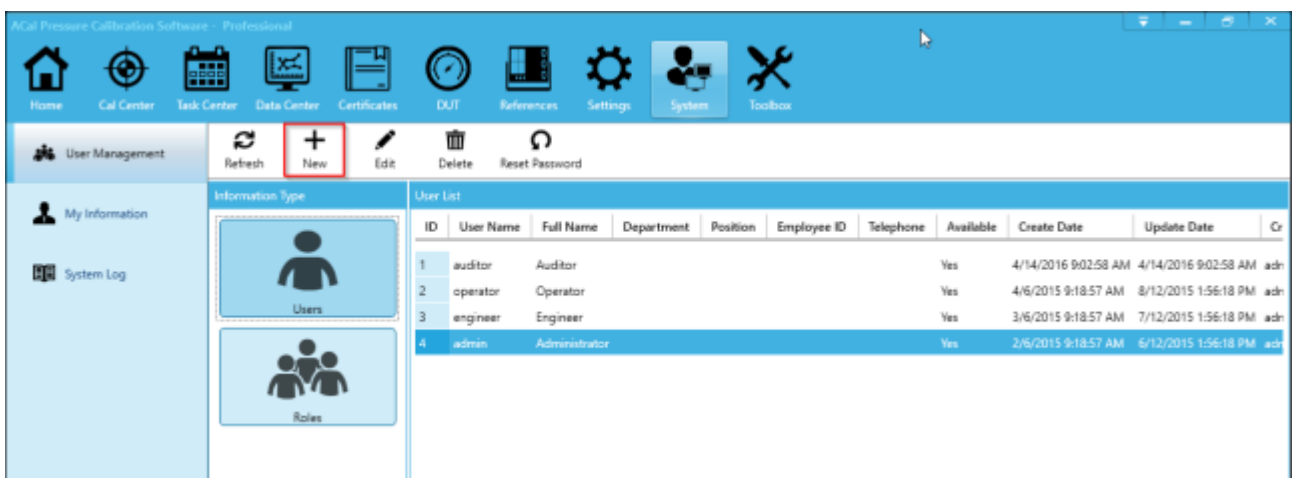 ACal Pressure Calibration Software - Professional
Home Cal Center Task Center Data Center Certificates DUT References Settings System Toolbox
User Management
Refresh New Edit Delete Reset Password
My Information
System Log
Information Type
Users
Roles
User List
ID User Name Full Name Department Position Employee ID Telephone Available Create Date Update Date Cr
1 auditor Auditor Yes 4/14/2016 9:02:58 AM 4/14/2016 9:02:58 AM adn
2 operator Operator Yes 4/6/2015 9:18:57 AM 8/12/2015 1:56:18 PM adn
3 engineer Engineer Yes 3/6/2015 9:18:57 AM 7/12/2015 1:56:18 PM adn
4 admin Administrator Yes 2/6/2015 9:18:57 AM 6/12/2015 1:56:18 PM adn